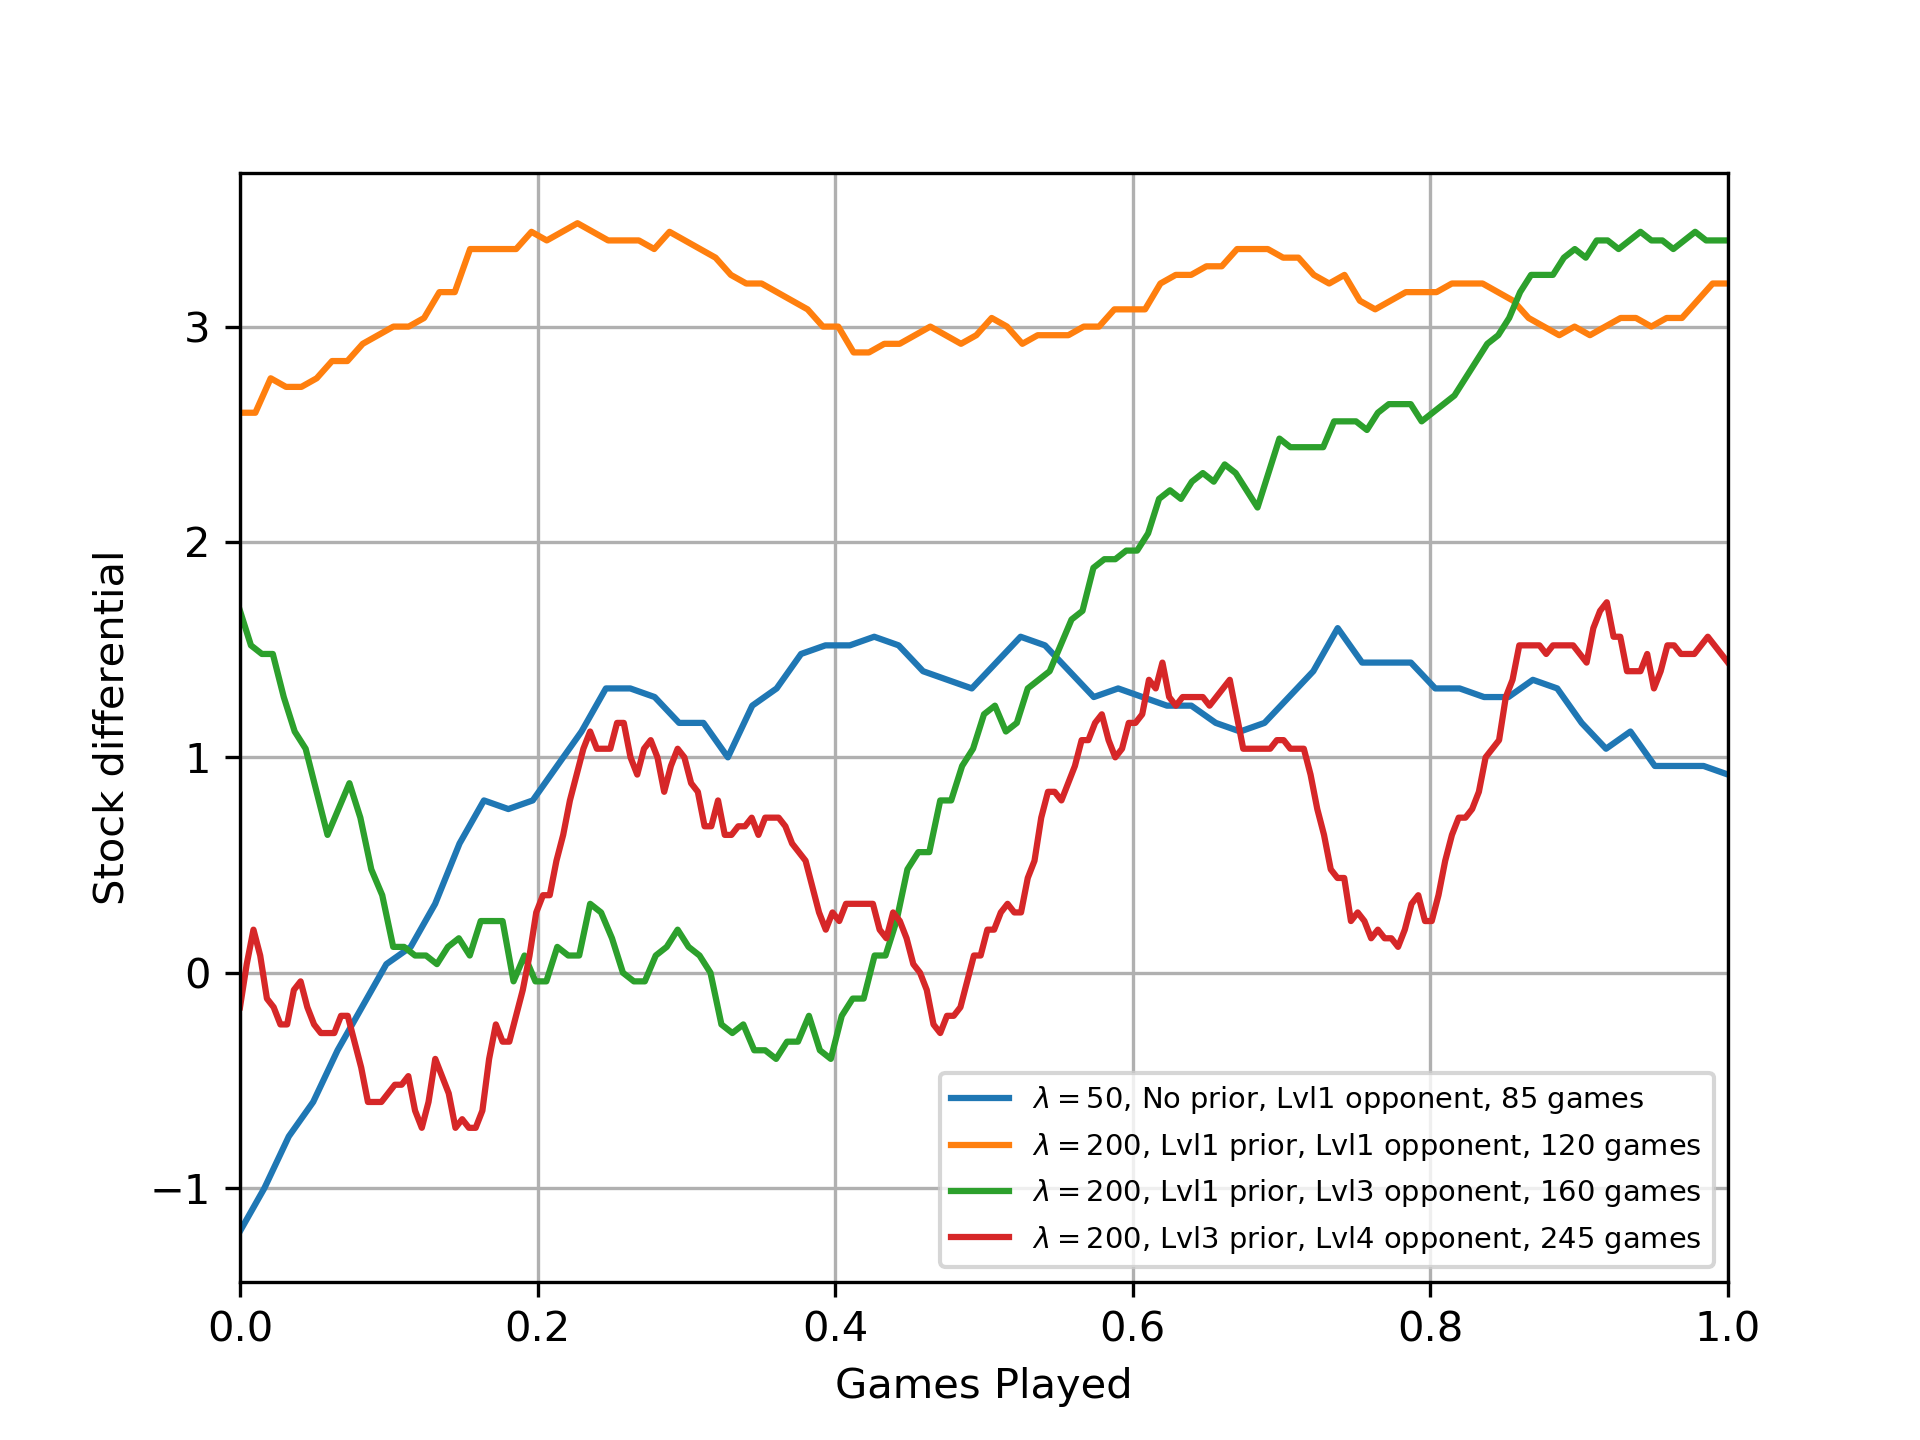 3
2
1
0
−1
Stock differential
λ = 50, No prior, Lvl1 opponent, 85 games
λ = 200, Lvl1 prior, Lvl1 opponent, 120 games
λ = 200, Lvl1 prior, Lvl3 opponent, 160 games
λ = 200, Lvl3 prior, Lvl4 opponent, 245 games
0.0 0.2 0.4 0.6 0.8 1.0
Games Played